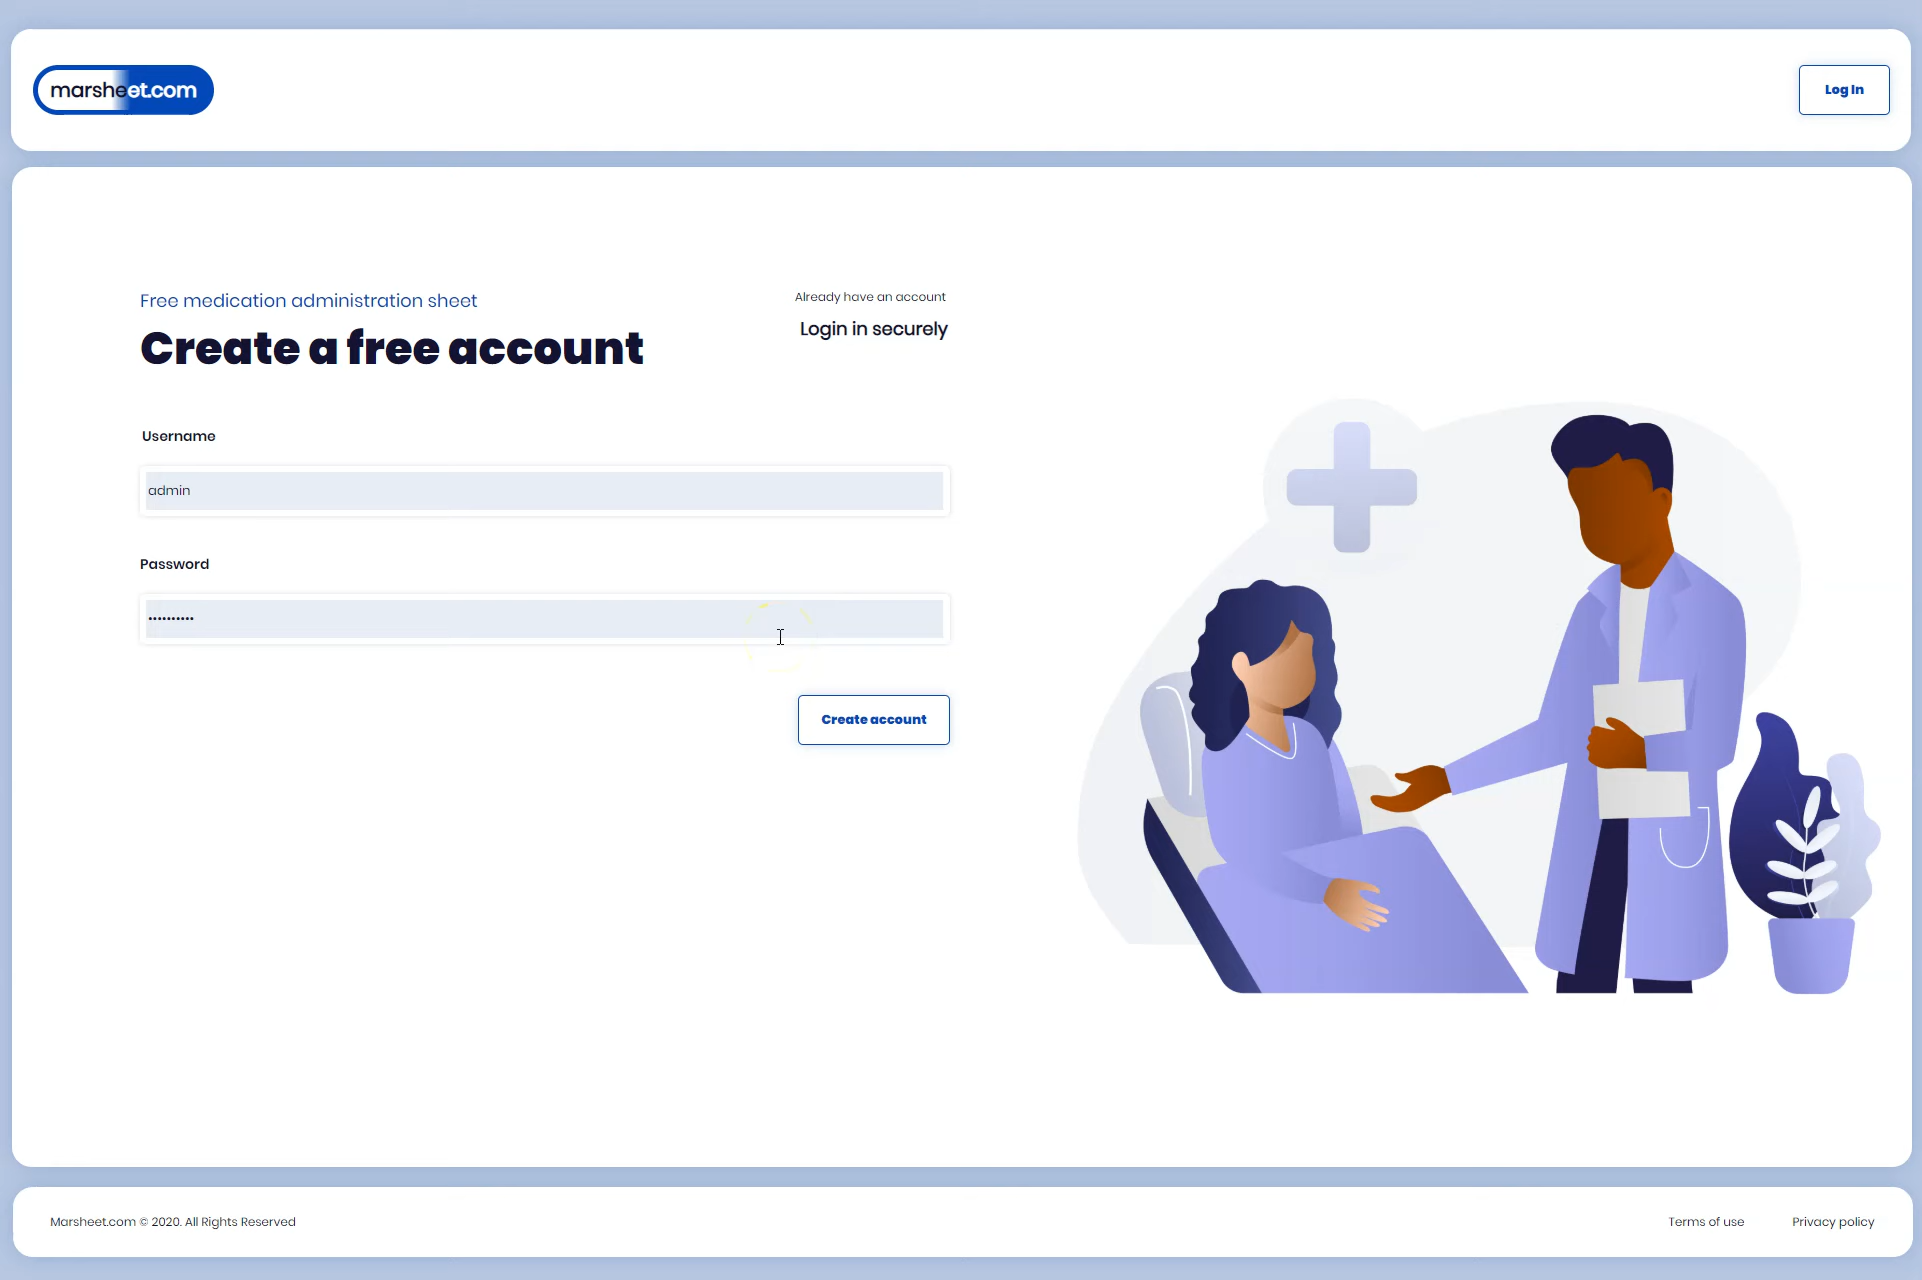 marsheet.com
Log In
Free medication administration sheet
Create a free account
Already have an account
Login in securely
Username
admin
Password
••••••••••
Create account
Marsheet.com © 2020. All Rights Reserved
Terms of use
Privacy policy